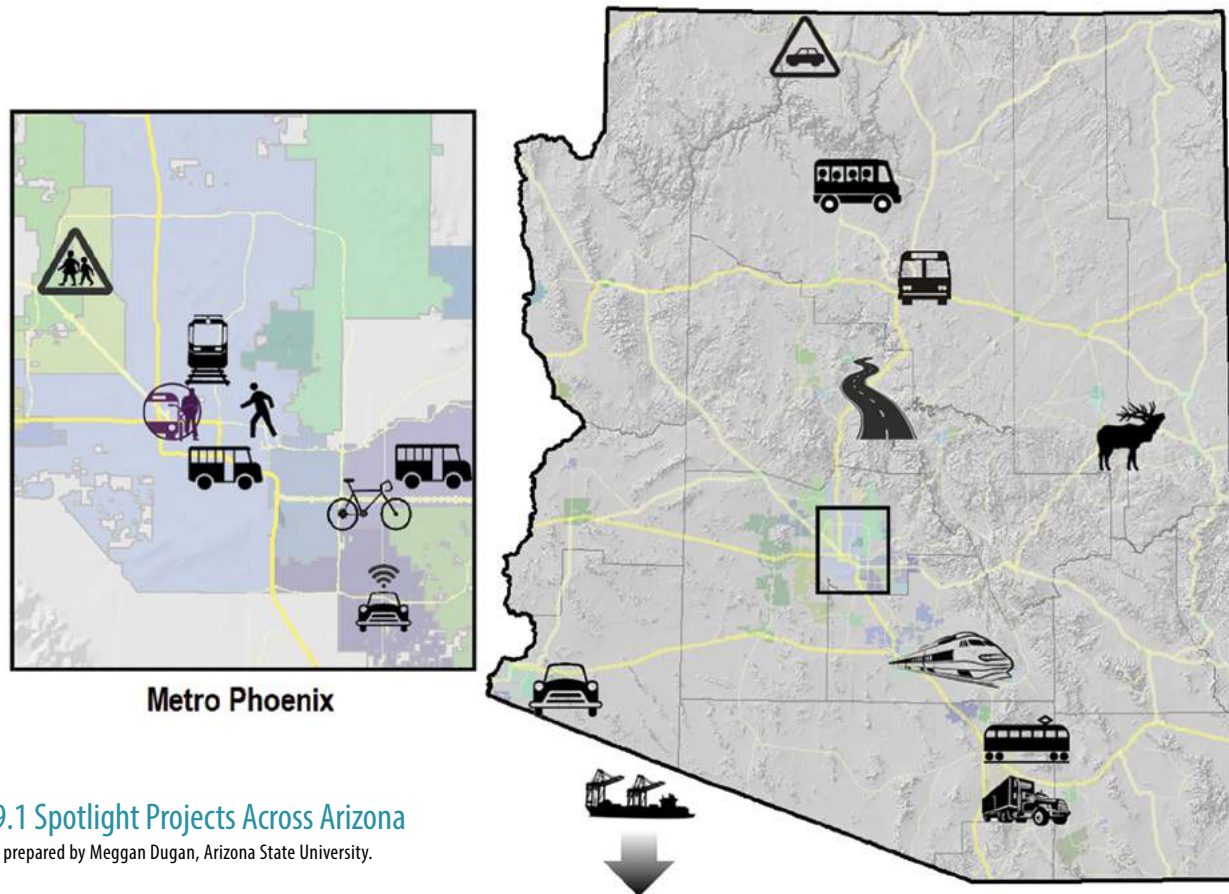 Metro Phoenix
9.1 Spotlight Projects Across Arizona
prepared by Meggan Dugan, Arizona State University.